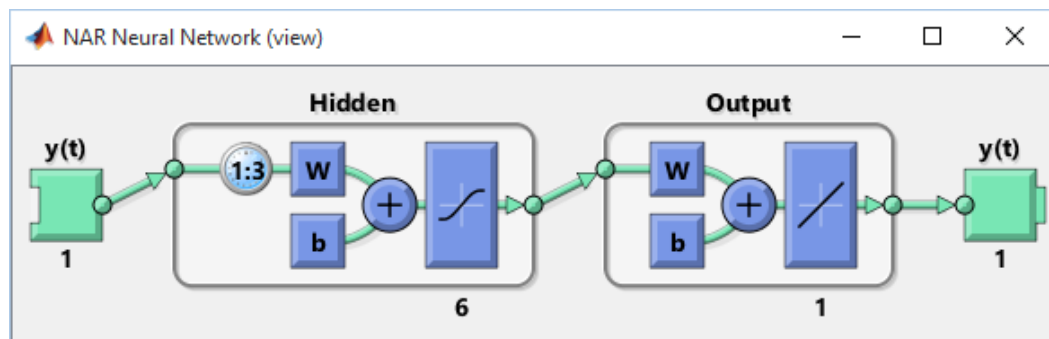 NAR Neural Network (view)
Hidden
Output
y(t)
y(t)
1:3
W
W
+
+
b
b
1
1
6
1